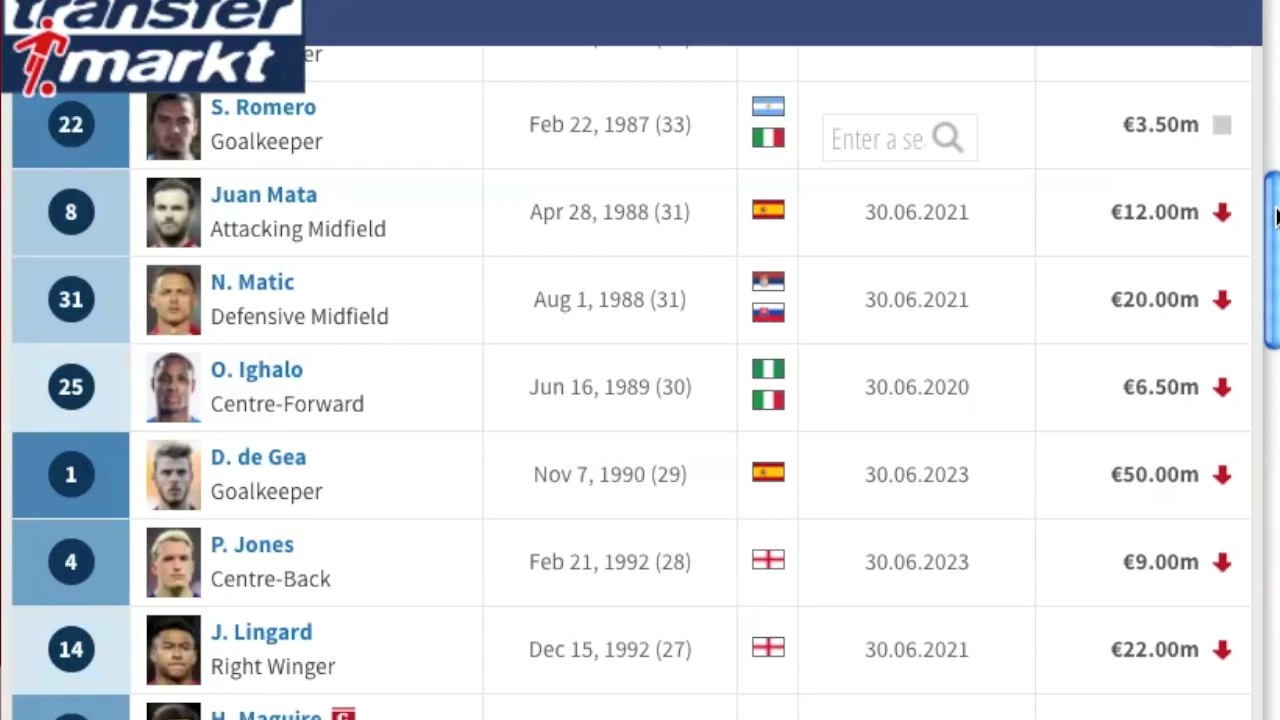 transfer
markt
er
22
S. Romero
Goalkeeper
Feb 22, 1987 (33)
Enter a se
€3.50m
8
Juan Mata
Attacking Midfield
Apr 28, 1988 (31)
30.06.2021
€12.00m
31
N. Matic
Defensive Midfield
Aug 1, 1988 (31)
30.06.2021
€20.00m
25
O. Ighalo
Centre-Forward
Jun 16, 1989 (30)
30.06.2020
€6.50m
1
D. de Gea
Goalkeeper
Nov 7, 1990 (29)
30.06.2023
€50.00m
4
P. Jones
Centre-Back
Feb 21, 1992 (28)
30.06.2023
€9.00m
14
J. Lingard
Right Winger
Dec 15, 1992 (27)
30.06.2021
€22.00m
H. Maguire